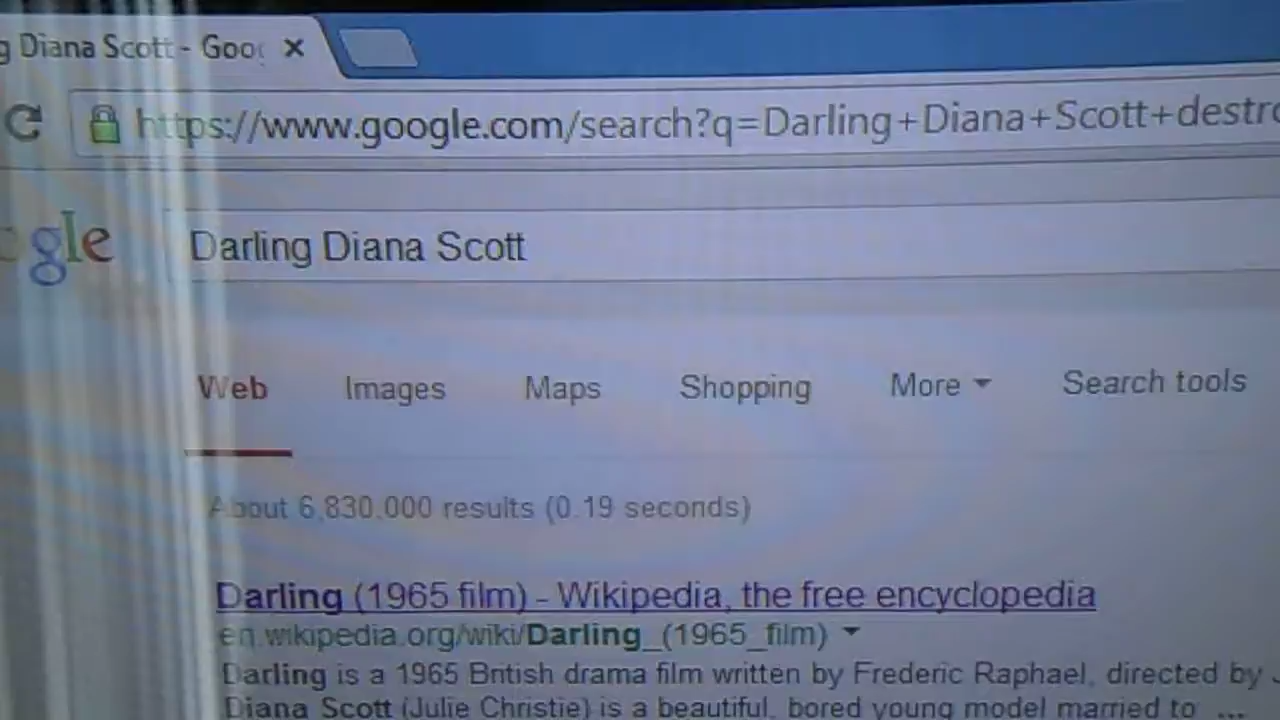 g Diana Scott - Goo
https://www.google.com/search?q=Darling+Diana+Scott+destr
ogle
Darling Diana Scott
Web Images Maps Shopping More Search tools
About 6,830,000 results (0.19 seconds)
Darling (1965 film) - Wikipedia, the free encyclopedia
en.wikipedia.org/wiki/Darling_(1965_film)
Darling is a 1965 British drama film written by Frederic Raphael, directed by J
Diana Scott (Julie Christie) is a beautiful, bored young model married to ...